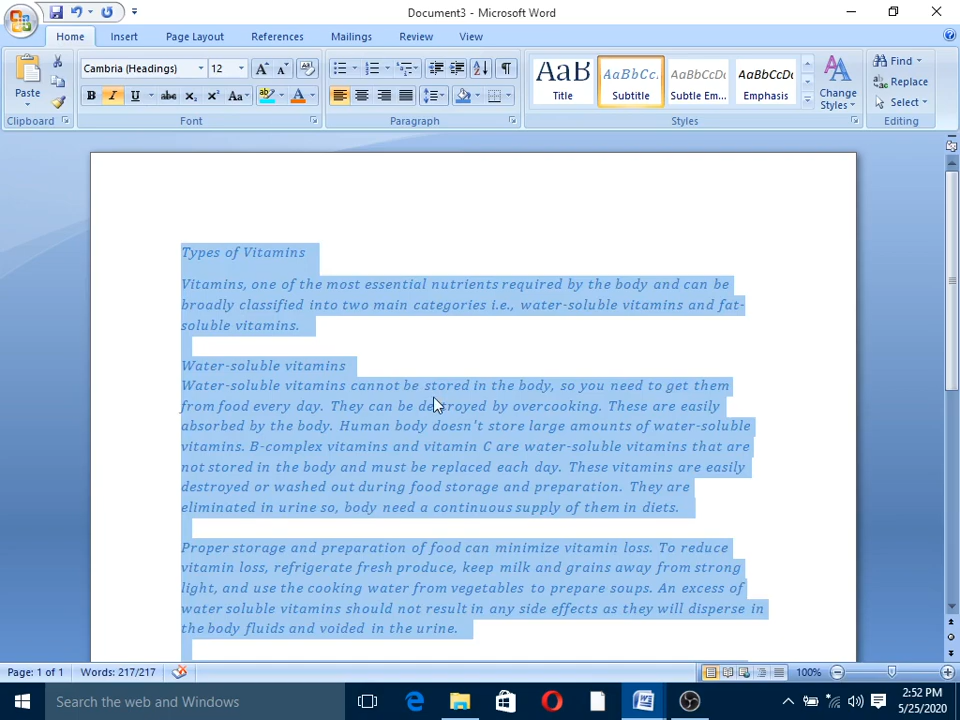 Document3 - Microsoft Word
Home Insert Page Layout References Mailings Review View
Paste
Cambria (Headings) 12
AaB AaBbCc. AaBbCcDc AaBbCcDc
Title Subtitle Subtle Em... Emphasis
Change Styles
Find
Replace
Select
Clipboard Font Paragraph Styles Editing
Types of Vitamins
Vitamins, one of the most essential nutrients required by the body and can be
broadly classified into two main categories i.e., water-soluble vitamins and fat-
soluble vitamins.
Water-soluble vitamins
Water-soluble vitamins cannot be stored in the body, so you need to get them
from food every day. They can be destroyed by overcooking. These are easily
absorbed by the body. Human body doesn't store large amounts of water-soluble
vitamins. B-complex vitamins and vitamin C are water-soluble vitamins that are
not stored in the body and must be replaced each day. These vitamins are easily
destroyed or washed out during food storage and preparation. They are
eliminated in urine so, body need a continuous supply of them in diets.
Proper storage and preparation of food can minimize vitamin loss. To reduce
vitamin loss, refrigerate fresh produce, keep milk and grains away from strong
light, and use the cooking water from vegetables to prepare soups. An excess of
water soluble vitamins should not result in any side effects as they will disperse in
the body fluids and voided in the urine.
Page: 1 of 1 Words: 217/217 100%
Search the web and Windows
2:52 PM
5/25/2020